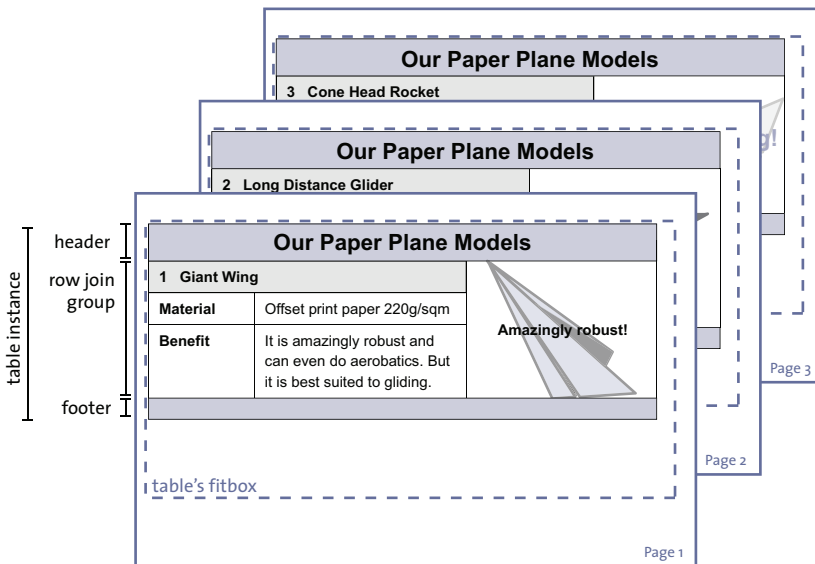 Our Paper Plane Models
3 Cone Head Rocket
g!
Our Paper Plane Models
2 Long Distance Glider
Page 3
Page 2
table instance
header
row join
group
footer
Our Paper Plane Models
1 Giant Wing
Material Offset print paper 220g/sqm
Benefit It is amazingly robust and
can even do aerobatics. But
it is best suited to gliding.
Amazingly robust!
table's fitbox
Page 1